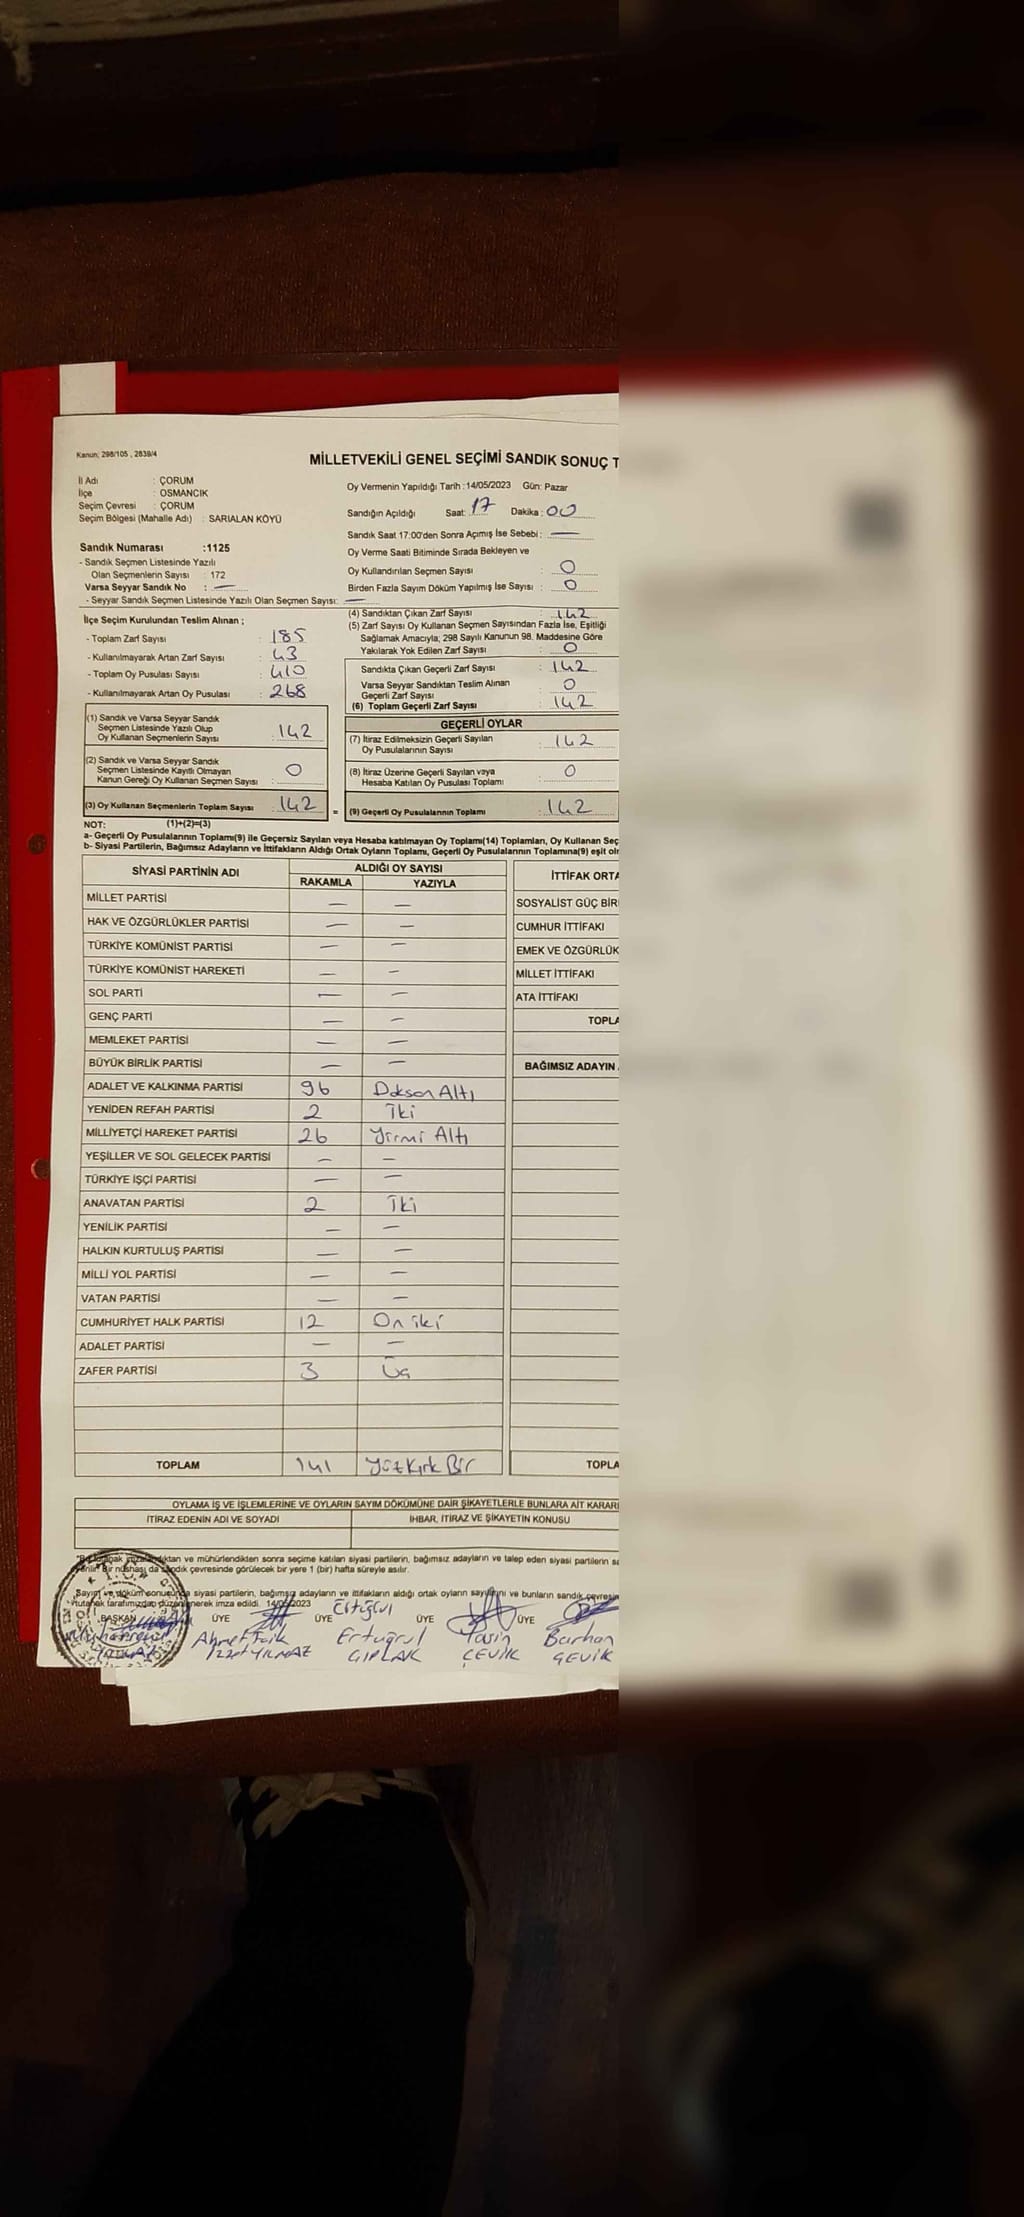 Kanun; 298/105 , 2839/4
MİLLETVEKİLİ GENEL SEÇİMİ SANDIK SONUÇ T
İl Adı : ÇORUM
İlçe : OSMANCIK
Seçim Çevresi : ÇORUM
Seçim Bölgesi (Mahalle Adı) : SARIALAN KÖYÜ
Oy Vermenin Yapıldığı Tarih :14/05/2023 Gün: Pazar
Sandığın Açıldığı Saat: 17 Dakika : 00
Sandık Saat 17:00'den Sonra Açımış İse Sebebi : —
Sandık Numarası :1125
- Sandık Seçmen Listesinde Yazılı
Olan Seçmenlerin Sayısı : 172
Varsa Seyyar Sandık No : —
- Seyyar Sandık Seçmen Listesinde Yazılı Olan Seçmen Sayısı: —
Oy Verme Saati Bitiminde Sırada Bekleyen ve
Oy Kullandırılan Seçmen Sayısı : 0
Birden Fazla Sayım Döküm Yapılmış İse Sayısı : 0
İlçe Seçim Kurulundan Teslim Alınan ;
- Toplam Zarf Sayısı : 185
- Kullanılmayarak Artan Zarf Sayısı : 43
- Toplam Oy Pusulası Sayısı : 410
- Kullanılmayarak Artan Oy Pusulası : 268
(4) Sandıktan Çıkan Zarf Sayısı : 142
(5) Zarf Sayısı Oy Kullanan Seçmen Sayısından Fazla İse, Eşitliği
Sağlamak Amacıyla; 298 Sayılı Kanunun 98. Maddesine Göre
Yakılarak Yok Edilen Zarf Sayısı : 0
Sandıkta Çıkan Geçerli Zarf Sayısı : 142
Varsa Seyyar Sandıktan Teslim Alınan
Geçerli Zarf Sayısı : 0
(6) Toplam Geçerli Zarf Sayısı : 142
(1) Sandık ve Varsa Seyyar Sandık
Seçmen Listesinde Yazılı Olup
Oy Kullanan Seçmenlerin Sayısı : 142
(2) Sandık ve Varsa Seyyar Sandık
Seçmen Listesinde Kayıtlı Olmayan
Kanun Gereği Oy Kullanan Seçmen Sayısı : 0
(3) Oy Kullanan Seçmenlerin Toplam Sayısı : 142 =
GEÇERLİ OYLAR
(7) İtiraz Edilmeksizin Geçerli Sayılan
Oy Pusulalarının Sayısı : 142
(8) İtiraz Üzerine Geçerli Sayılan veya
Hesaba Katılan Oy Pusulası Toplamı : 0
(9) Geçerli Oy Pusulalarının Toplamı : 142
NOT: (1)+(2)=(3)
a- Geçerli Oy Pusulalarının Toplamı(9) ile Geçersiz Sayılan veya Hesaba katılmayan Oy Toplamı(14) Toplamları, Oy Kullanan Seç
b- Siyasi Partilerin, Bağımsız Adayların ve İttifakların Aldığı Ortak Oyların Toplamı, Geçerli Oy Pusulalarının Toplamına(9) eşit olr
SİYASİ PARTİNİN ADI ALDIĞI OY SAYISI
RAKAMLA YAZIYLA
MİLLET PARTİSİ — —
HAK VE ÖZGÜRLÜKLER PARTİSİ — —
TÜRKİYE KOMÜNİST PARTİSİ — —
TÜRKİYE KOMÜNİST HAREKETİ — —
SOL PARTİ — —
GENÇ PARTİ — —
MEMLEKET PARTİSİ — —
BÜYÜK BİRLİK PARTİSİ — —
ADALET VE KALKINMA PARTİSİ 96 Doksan Altı
YENİDEN REFAH PARTİSİ 2 İki
MİLLİYETÇİ HAREKET PARTİSİ 26 Yirmi Altı
YEŞİLLER VE SOL GELECEK PARTİSİ — —
TÜRKİYE İŞÇİ PARTİSİ — —
ANAVATAN PARTİSİ 2 İki
YENİLİK PARTİSİ — —
HALKIN KURTULUŞ PARTİSİ — —
MİLLİ YOL PARTİSİ — —
VATAN PARTİSİ — —
CUMHURİYET HALK PARTİSİ 12 On iki
ADALET PARTİSİ — —
ZAFER PARTİSİ 3 Üç
TOPLAM 141 Yüz Kırk Bir
İTTİFAK ORTA
SOSYALİST GÜÇ BİR
CUMHUR İTTİFAKI
EMEK VE ÖZGÜRLÜK
MİLLET İTTİFAKI
ATA İTTİFAKI
TOPLA
BAĞIMSIZ ADAYIN
TOPLA
OYLAMA İŞ VE İŞLEMLERİNE VE OYLARIN SAYIM DÖKÜMÜNE DAİR ŞİKAYETLERLE BUNLARA AİT KARAR
İTİRAZ EDENİN ADI VE SOYADI İHBAR, İTİRAZ VE ŞİKAYETİN KONUSU
ve mühürlendikten sonra seçime katılan siyasi partilerin, bağımsız adayların ve talep eden siyasi partilerin
Bir nüshası da sandık çevresinde görülecek bir yere 1 (bir) hafta süreyle asılır.
Sayım ve döküm sonucunda siyasi partilerin, bağımsız adayların ve ittifakların aldığı ortak oyların sayılarını ve bunların sandık çevresin
tutanak tarafımızdan düzenlenerek imza edildi. 14/05/2023
BAŞKAN ÜYE ÜYE ÜYE ÜYE
Ertuğrul
Ahmet Faik Ertuğrul Yasin Burhan
İzzet YILMAZ CIPLAK ÇEVİK ÇEVİK